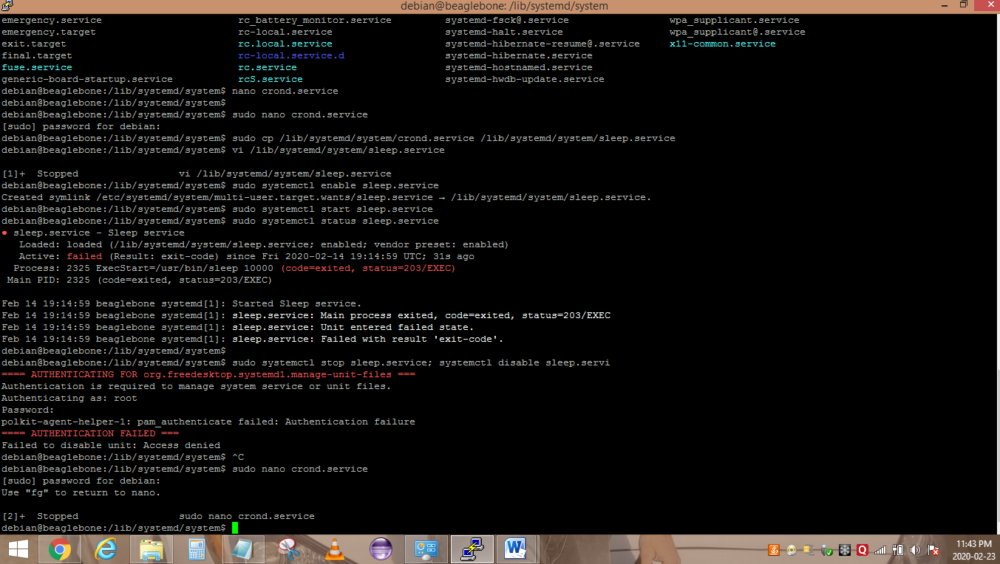 debian@beaglebone: /lib/systemd/system
emergency.service rc_battery_monitor.service systemd-fsck@.service wpa_supplicant.service
emergency.target rc-local.service systemd-halt.service wpa_supplicant@.service
exit.target rc.local.service systemd-hibernate-resume@.service x11-common.service
final.target rc-local.service.d systemd-hibernate.service
fuse.service rc.service systemd-hostnamed.service
generic-board-startup.service rcS.service systemd-hwdb-update.service
debian@beaglebone:/lib/systemd/system$ nano crond.service
debian@beaglebone:/lib/systemd/system$
debian@beaglebone:/lib/systemd/system$ sudo nano crond.service
[sudo] password for debian:
debian@beaglebone:/lib/systemd/system$ sudo cp /lib/systemd/system/crond.service /lib/systemd/system/sleep.service
debian@beaglebone:/lib/systemd/system$ vi /lib/systemd/system/sleep.service
[1]+ Stopped vi /lib/systemd/system/sleep.service
debian@beaglebone:/lib/systemd/system$ sudo systemctl enable sleep.service
Created symlink /etc/systemd/system/multi-user.target.wants/sleep.service → /lib/systemd/system/sleep.service.
debian@beaglebone:/lib/systemd/system$ sudo systemctl start sleep.service
debian@beaglebone:/lib/systemd/system$ sudo systemctl status sleep.service
● sleep.service - Sleep service
Loaded: loaded (/lib/systemd/system/sleep.service; enabled; vendor preset: enabled)
Active: failed (Result: exit-code) since Fri 2020-02-14 19:14:59 UTC; 31s ago
Process: 2325 ExecStart=/usr/bin/sleep 10000 (code=exited, status=203/EXEC)
Main PID: 2325 (code=exited, status=203/EXEC)
Feb 14 19:14:59 beaglebone systemd[1]: Started Sleep service.
Feb 14 19:14:59 beaglebone systemd[1]: sleep.service: Main process exited, code=exited, status=203/EXEC
Feb 14 19:14:59 beaglebone systemd[1]: sleep.service: Unit entered failed state.
Feb 14 19:14:59 beaglebone systemd[1]: sleep.service: Failed with result 'exit-code'.
debian@beaglebone:/lib/systemd/system$
debian@beaglebone:/lib/systemd/system$ sudo systemctl stop sleep.service; systemctl disable sleep.servi
==== AUTHENTICATING FOR org.freedesktop.systemd1.manage-unit-files ===
Authentication is required to manage system service or unit files.
Authenticating as: root
Password:
polkit-agent-helper-1: pam_authenticate failed: Authentication failure
==== AUTHENTICATION FAILED ===
Failed to disable unit: Access denied
debian@beaglebone:/lib/systemd/system$ ^C
debian@beaglebone:/lib/systemd/system$ sudo nano crond.service
[sudo] password for debian:
Use "fg" to return to nano.
[2]+ Stopped sudo nano crond.service
debian@beaglebone:/lib/systemd/system$
11:43 PM
2020-02-23